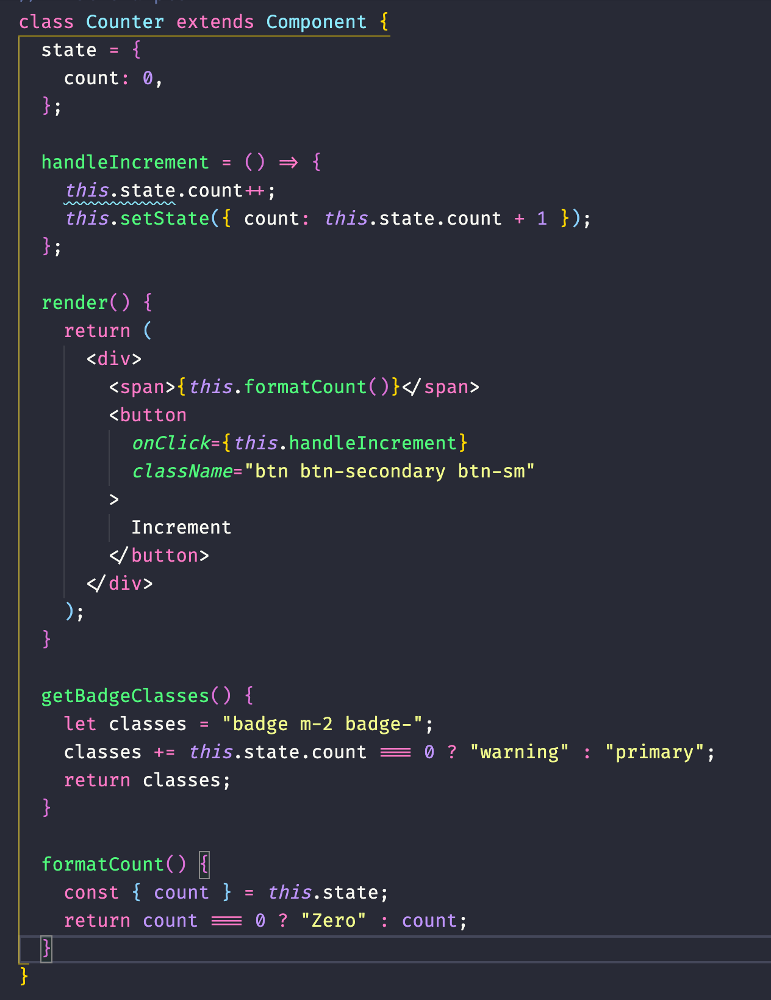 class Counter extends Component {
  state = {
    count: 0,
  };

  handleIncrement = () => {
    this.state.count++;
    this.setState({ count: this.state.count + 1 });
  };

  render() {
    return (
      <div>
        <span>{this.formatCount()}</span>
        <button
          onClick={this.handleIncrement}
          className="btn btn-secondary btn-sm"
        >
          Increment
        </button>
      </div>
    );
  }

  getBadgeClasses() {
    let classes = "badge m-2 badge-";
    classes += this.state.count === 0 ? "warning" : "primary";
    return classes;
  }

  formatCount() {
    const { count } = this.state;
    return count === 0 ? "Zero" : count;
  }
}